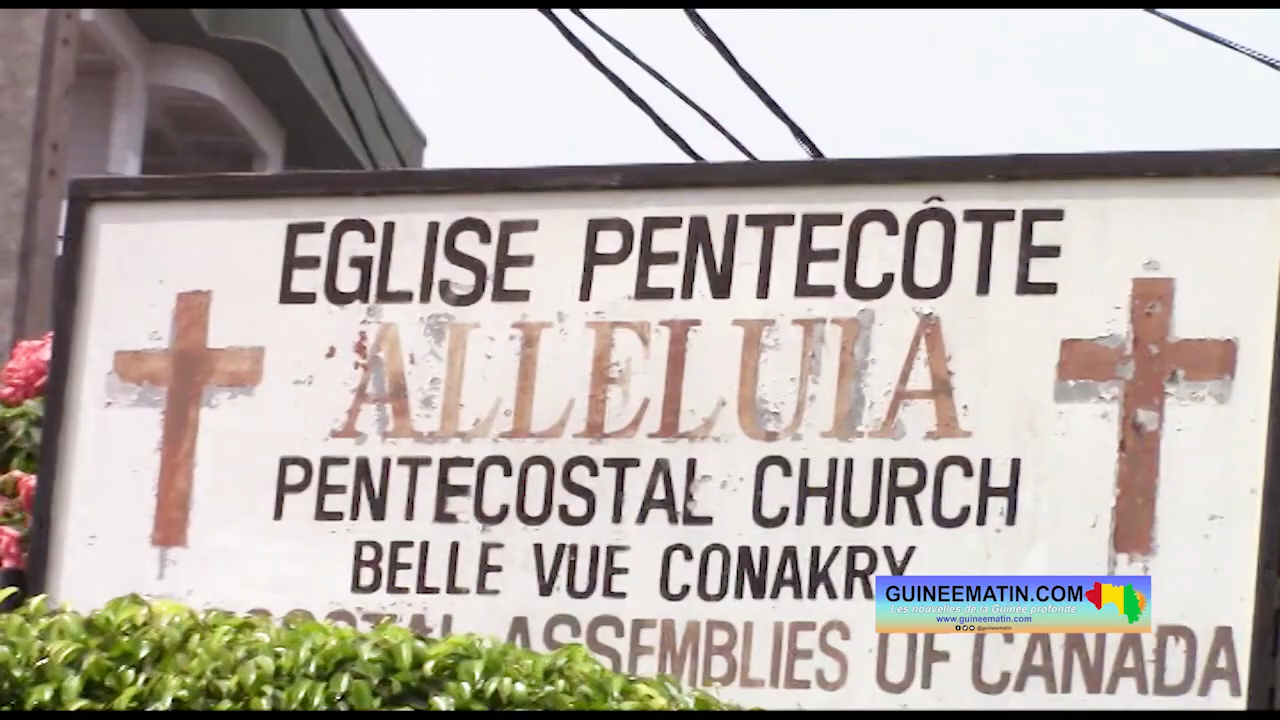 EGLISE PENTECÔTE
ALLELUIA
PENTECOSTAL CHURCH
BELLE VUE CONAKRY
ASSEMBLIES OF CANADA
GUINEEMATIN.COM
Les nouvelles de la Guinée profonde
www.guineematin.com
@guineematin